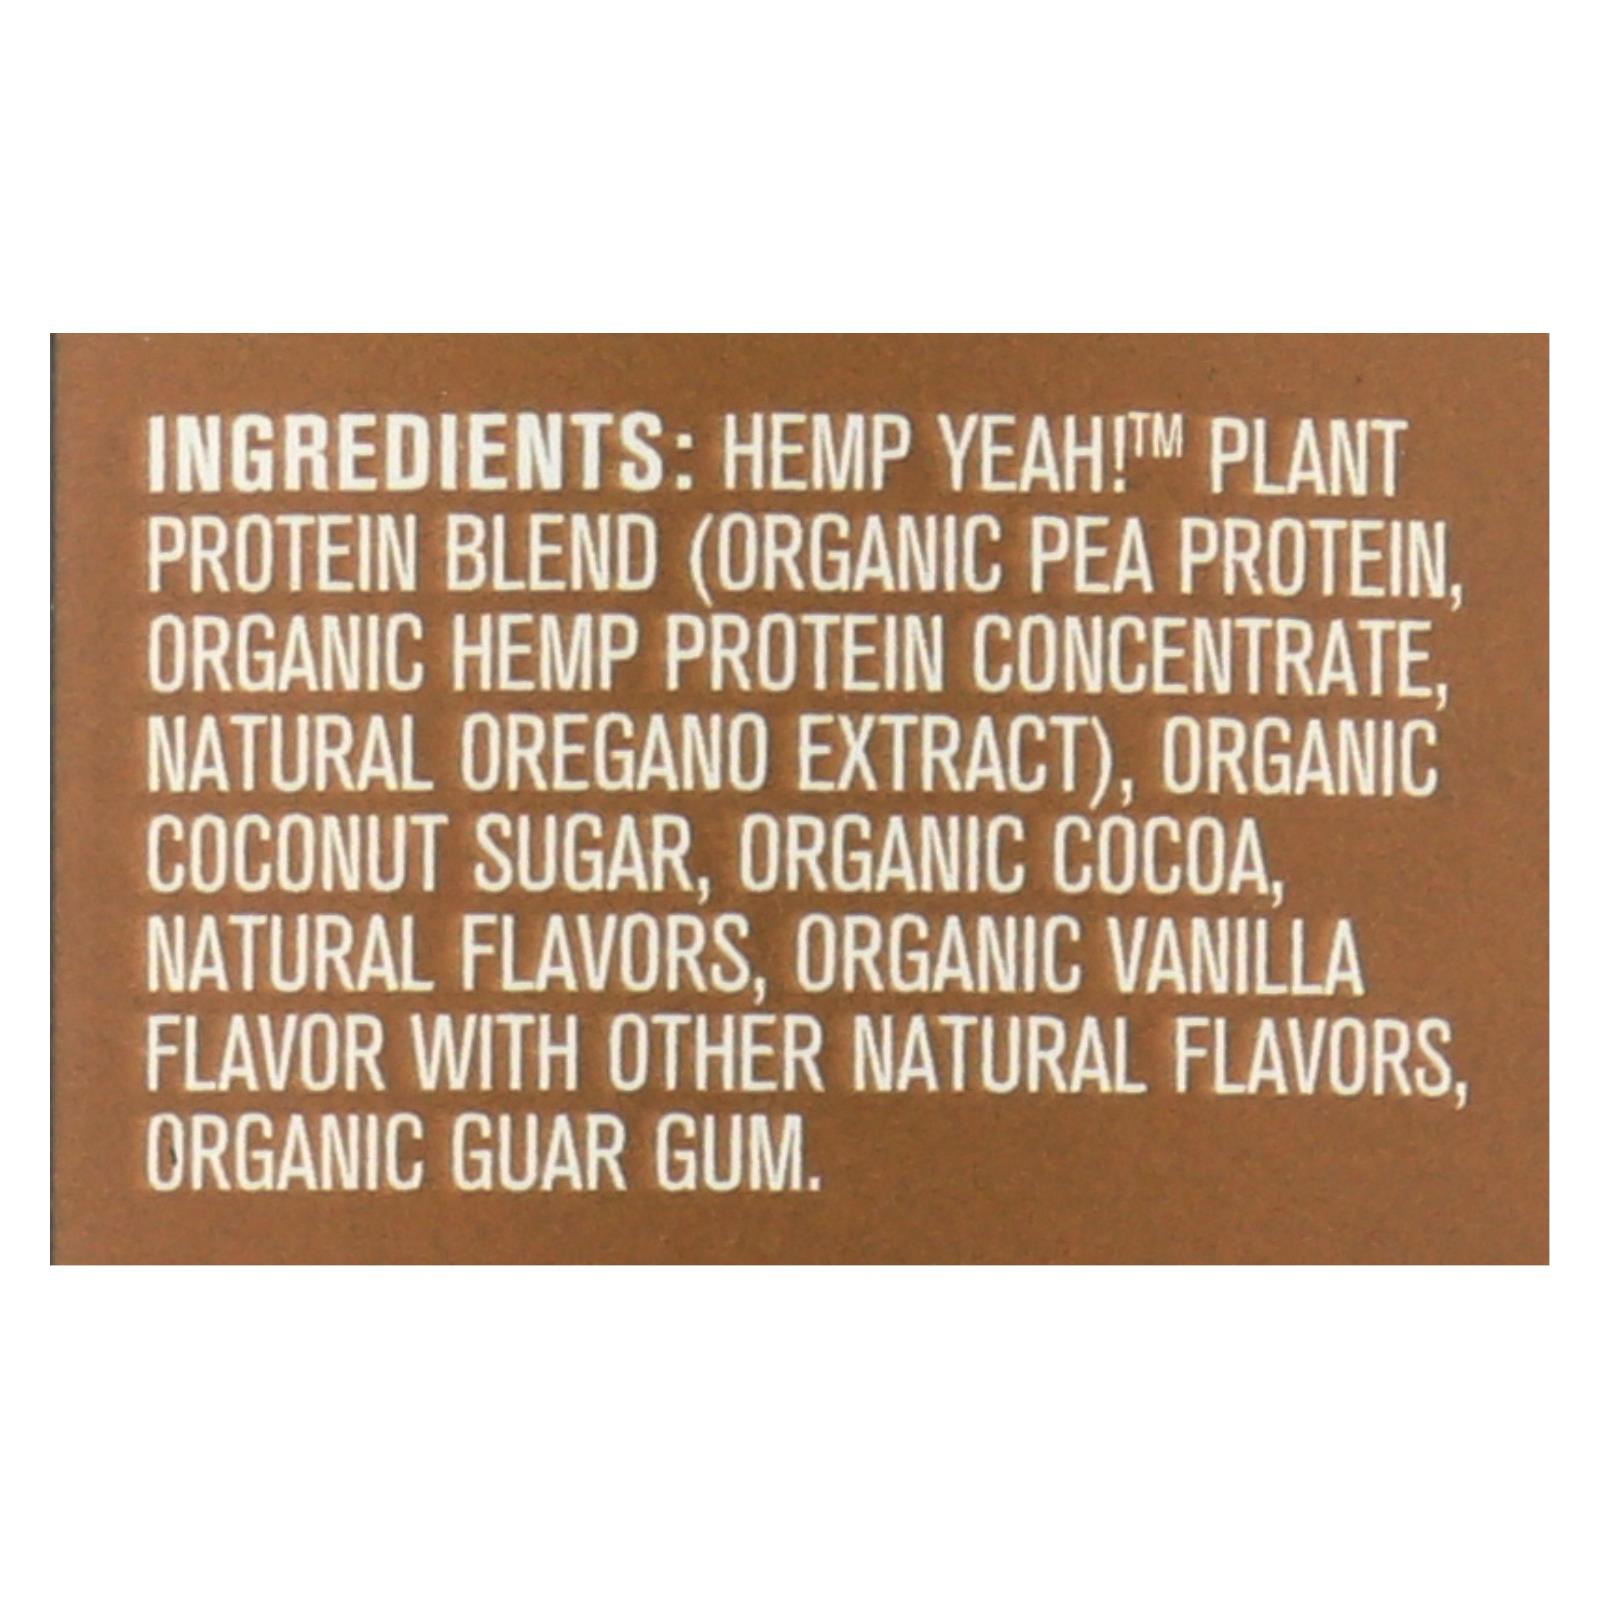 INGREDIENTS: HEMP YEAH!™ PLANT
PROTEIN BLEND (ORGANIC PEA PROTEIN,
ORGANIC HEMP PROTEIN CONCENTRATE,
NATURAL OREGANO EXTRACT), ORGANIC
COCONUT SUGAR, ORGANIC COCOA,
NATURAL FLAVORS, ORGANIC VANILLA
FLAVOR WITH OTHER NATURAL FLAVORS,
ORGANIC GUAR GUM.